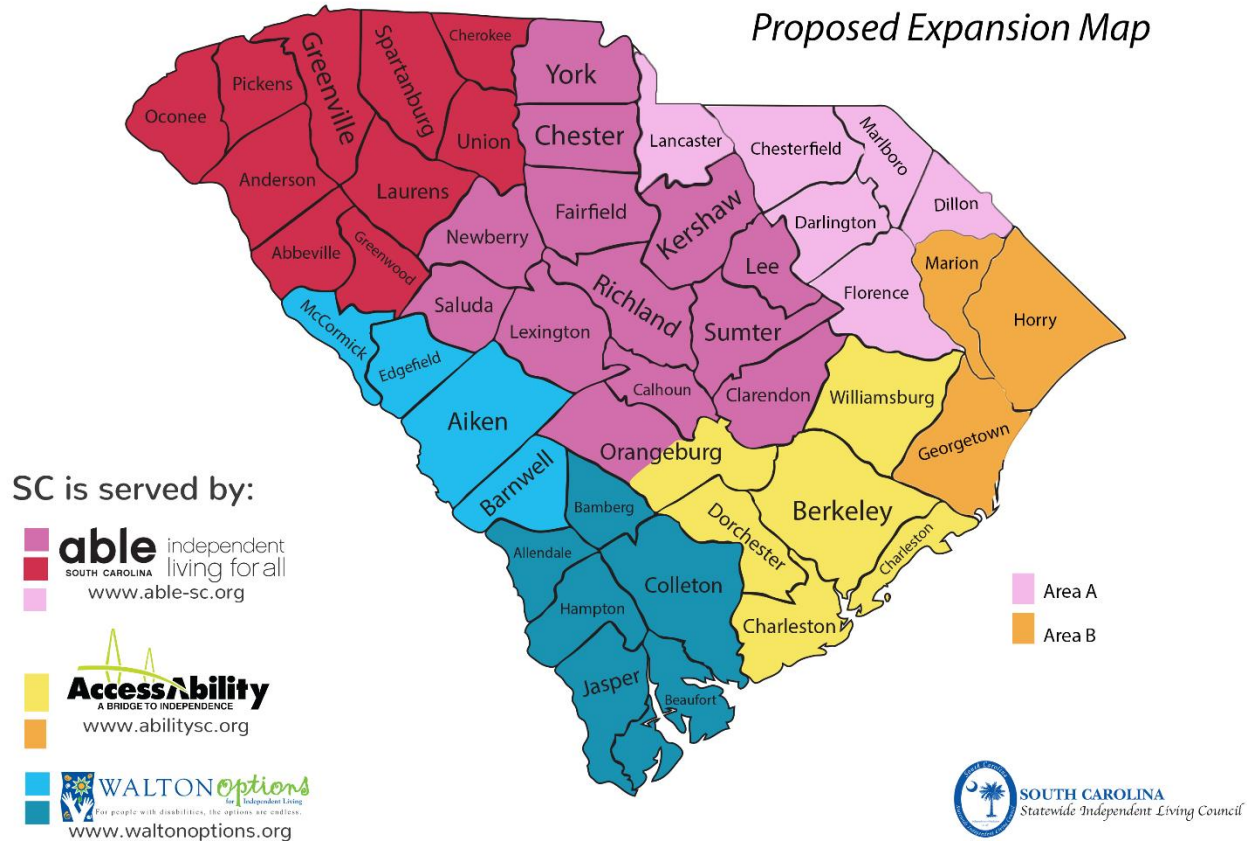 Proposed Expansion Map
Cherokee
Spartanburg
Greenville
York
Pickens
Oconee
Union
Chester
Lancaster
Chesterfield
Marlboro
Anderson
Laurens
Fairfield
Kershaw
Darlington
Dillon
Newberry
Abbeville
Greenwood
Lee
Marion
Saluda
Richland
Florence
McCormick
Lexington
Sumter
Horry
Edgefield
Calhoun
Clarendon
Williamsburg
Aiken
Orangeburg
Georgetown
Barnwell
Bamberg
Berkeley
Dorchester
Charleston
Allendale
Colleton
Hampton
Charleston
Jasper
Beaufort
SC is served by:
able independent
SOUTH CAROLINA living for all
www.able-sc.org
AccessAbility
A BRIDGE TO INDEPENDENCE
www.abilitysc.org
WALTON options
for Independent Living
For people with disabilities, the options are endless.
www.waltonoptions.org
Area A
Area B
South Carolina
SOUTH CAROLINA
Statewide Independent Living Council